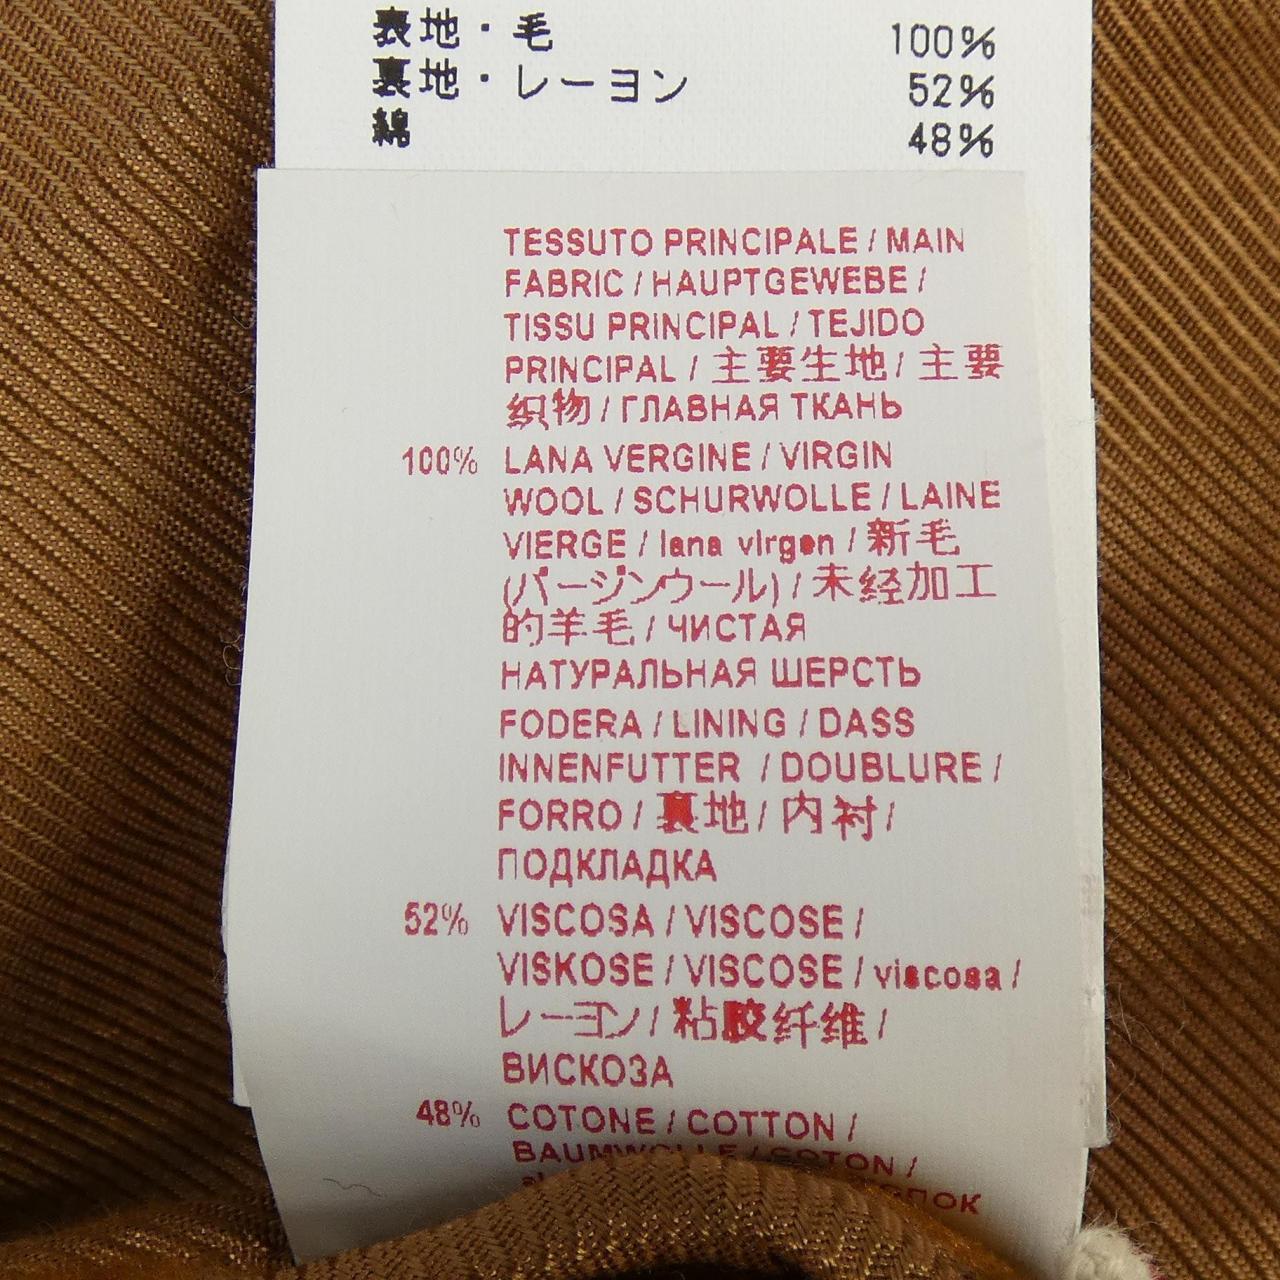 表地・毛 100%
裏地・レーヨン 52%
綿 48%
TESSUTO PRINCIPALE / MAIN
FABRIC / HAUPTGEWEBE /
TISSU PRINCIPAL / TEJIDO
PRINCIPAL / 主要生地 / 主要
织物 / ГЛАВНАЯ ТКАНЬ
100% LANA VERGINE / VIRGIN
WOOL / SCHURWOLLE / LAINE
VIERGE / lana virgen / 新毛
(バージンウール) / 未经加工
的羊毛 / ЧИСТАЯ
НАТУРАЛЬНАЯ ШЕРСТЬ
FODERA / LINING / DASS
INNENFUTTER / DOUBLURE /
FORRO / 裏地 / 内衬 /
ПОДКЛАДКА
52% VISCOSA / VISCOSE /
VISKOSE / VISCOSE / viscosa /
レーヨン / 粘胶纤维 /
ВИСКОЗА
48% COTONE / COTTON /
BAUMWOLLE / COTON /